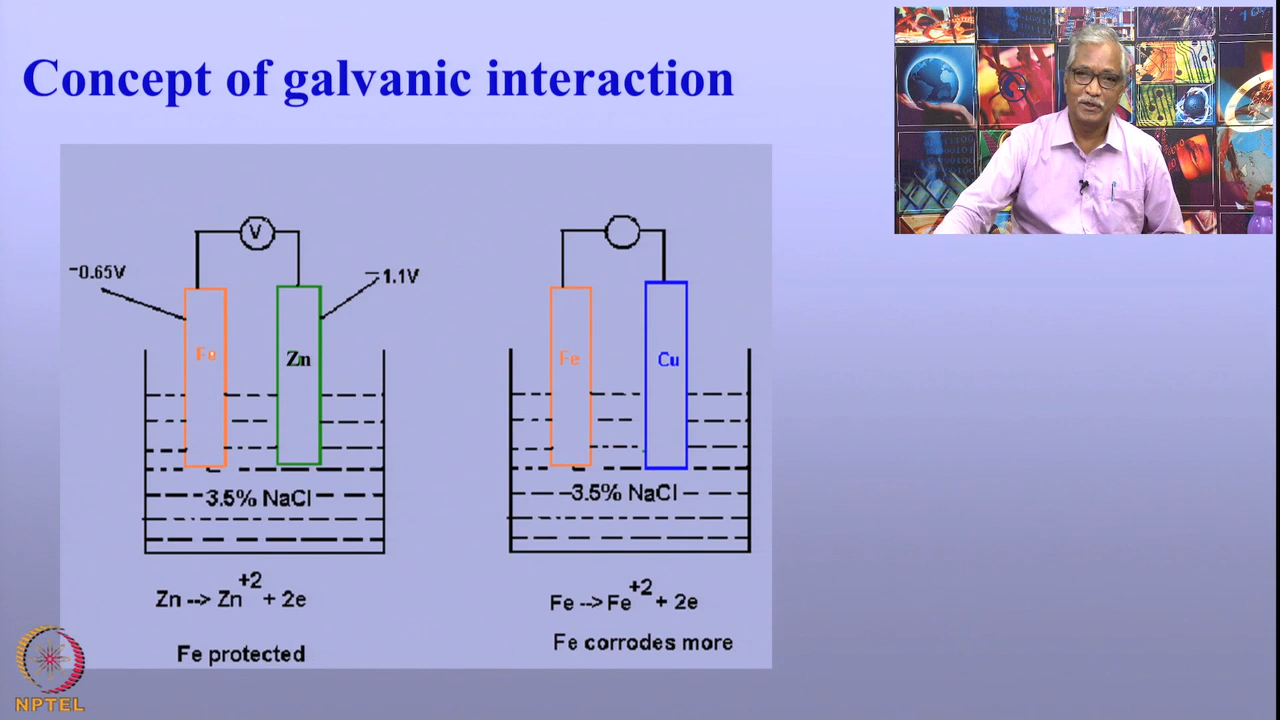 Concept of galvanic interaction
V
-0.65V
-1.1V
Fe
Zn
Fe
Cu
3.5% NaCl
3.5% NaCl
Zn --> Zn+2 + 2e
Fe --> Fe+2 + 2e
Fe protected
Fe corrodes more
NPTEL